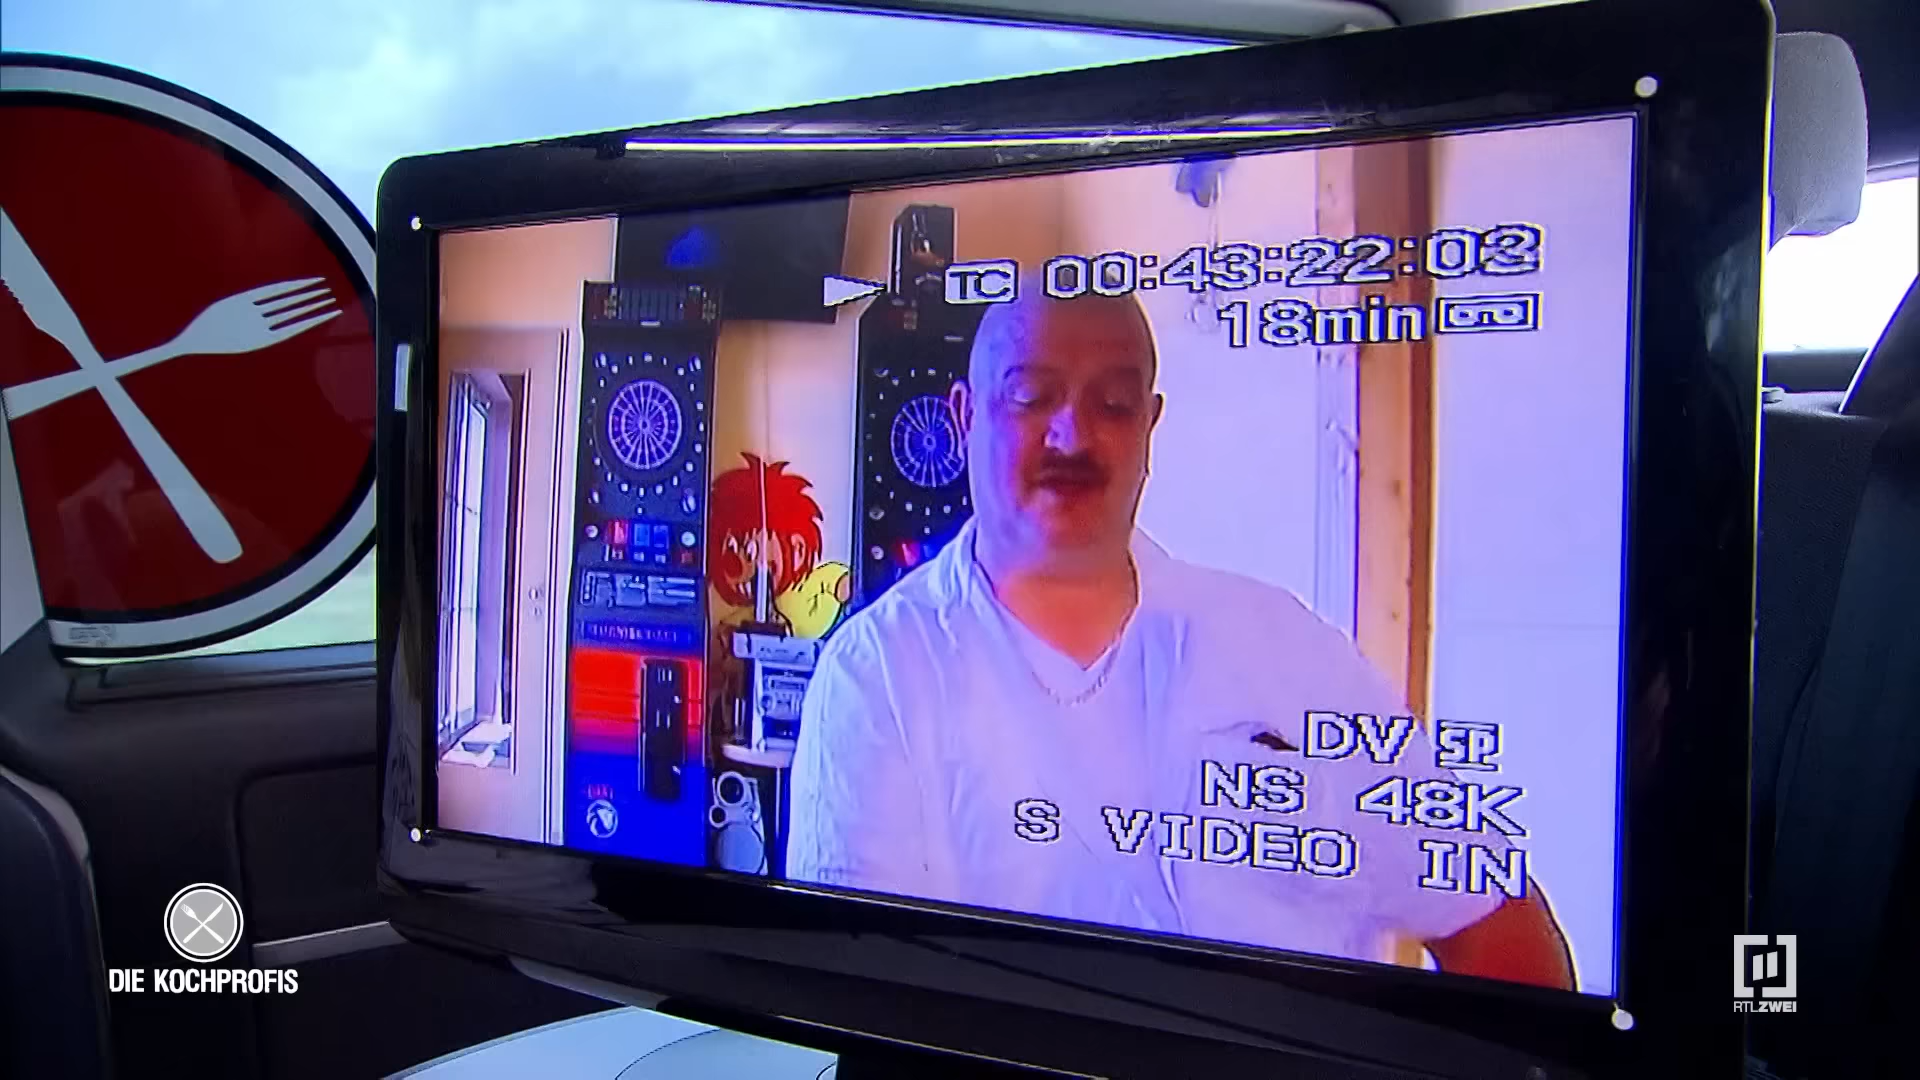 TC 00:43:22:03
18min
DV SP
NS 48K
S VIDEO IN
DIE KOCHPROFIS
RTLZWEI